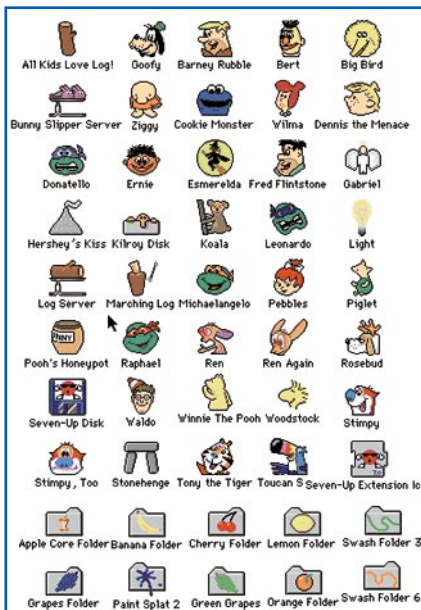 All Kids Love Log! Goofy Barney Rubble Bert Big Bird
Bunny Slipper Server Ziggy Cookie Monster Wilma Dennis the Menace
Donatello Ernie Esmerelda Fred Flintstone Gabriel
Hershey's Kiss Kilroy Disk Koala Leonardo Light
Log Server Marching Log Michaelangelo Pebbles Piglet
HUNNY
Pooh's Honeypot Raphael Ren Ren Again Rosebud
Seven-Up Disk Waldo Winnie The Pooh Woodstock Stimpy
Stimpy, Too Stonehenge Tony the Tiger Toucan S Seven-Up Extension Ic
Apple Core Folder Banana Folder Cherry Folder Lemon Folder Swash Folder 3
Grapes Folder Paint Splat 2 Green Grapes Orange Folder Swash Folder 6